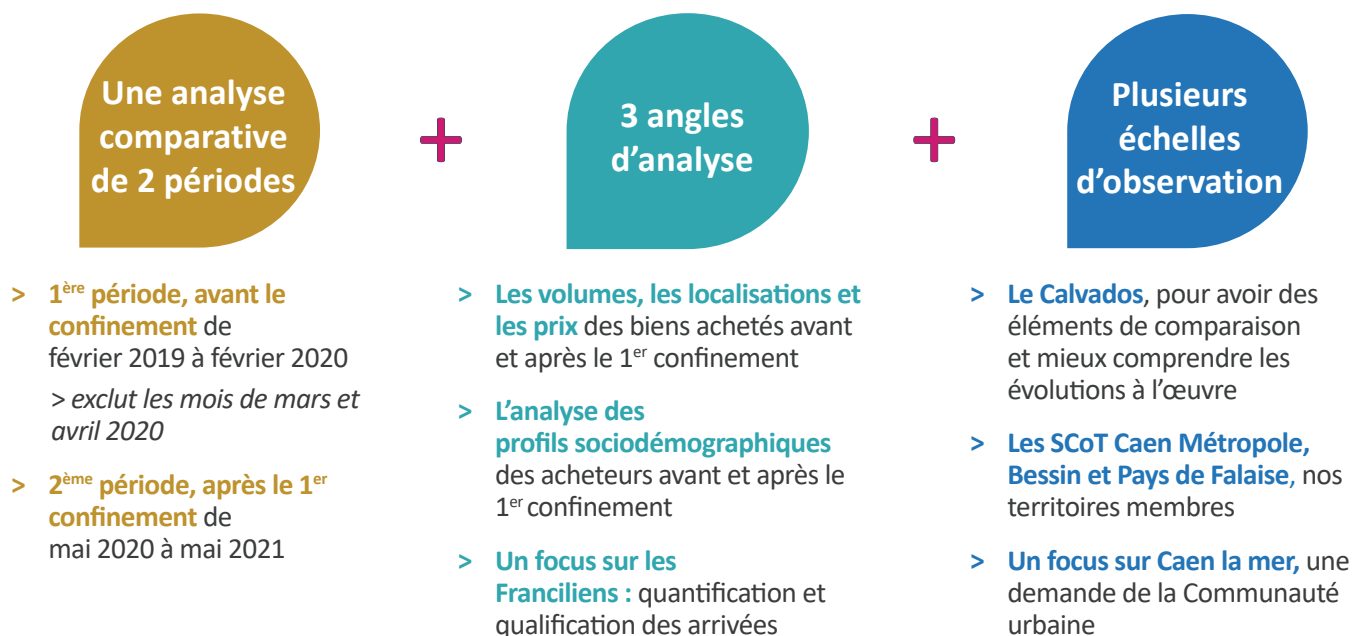 Une analyse
comparative
de 2 périodes
+
3 angles
d'analyse
+
Plusieurs
échelles
d'observation
> 1ère période, avant le
confinement de
février 2019 à février 2020
> exclut les mois de mars et
avril 2020
> 2ème période, après le 1er
confinement de
mai 2020 à mai 2021
> Les volumes, les localisations et
les prix des biens achetés avant
et après le 1er confinement
> L'analyse des
profils sociodémographiques
des acheteurs avant et après le
1er confinement
> Un focus sur les
Franciliens : quantification et
qualification des arrivées
> Le Calvados, pour avoir des
éléments de comparaison
et mieux comprendre les
évolutions à l'œuvre
> Les SCoT Caen Métropole,
Bessin et Pays de Falaise, nos
territoires membres
> Un focus sur Caen la mer, une
demande de la Communauté
urbaine